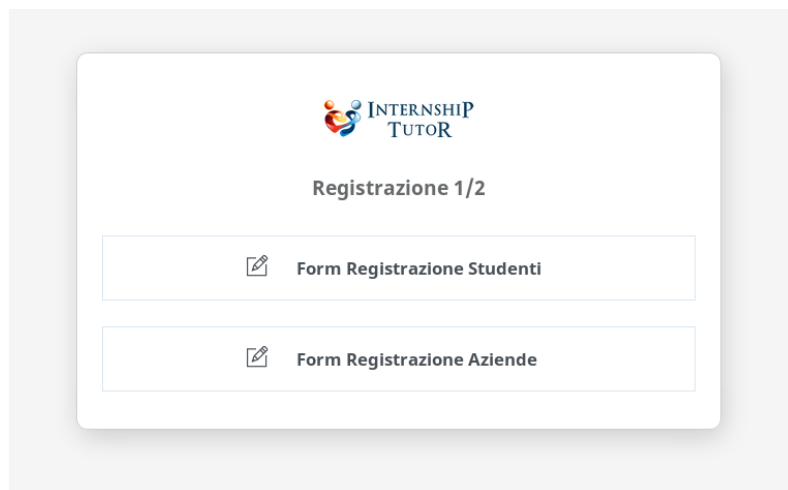 INTERNSHIP
TUTOR
Registrazione 1/2
Form Registrazione Studenti
Form Registrazione Aziende